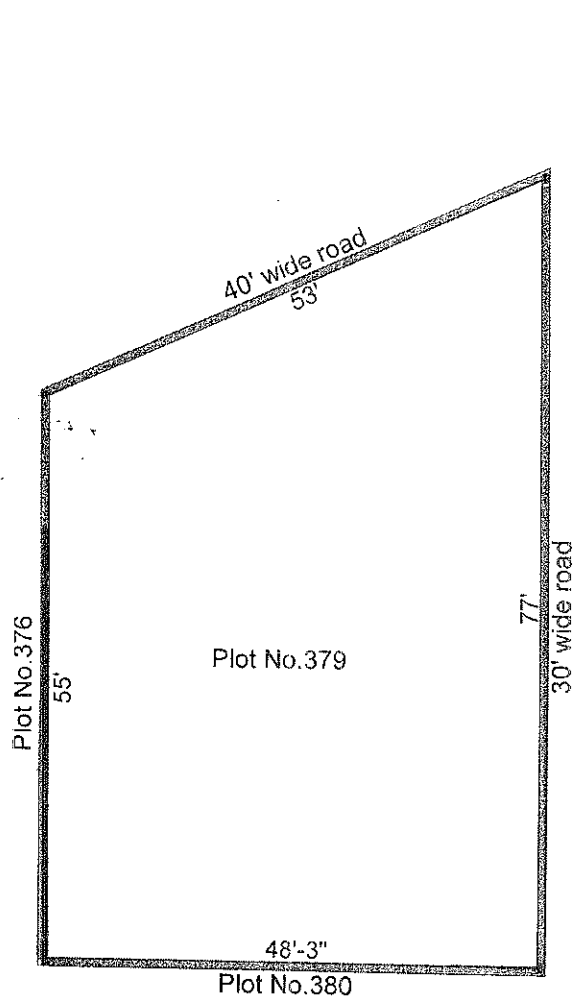 40' wide road
53'
Plot No.376
55'
Plot No.379
77'
30' wide road
48'-3"
Plot No.380